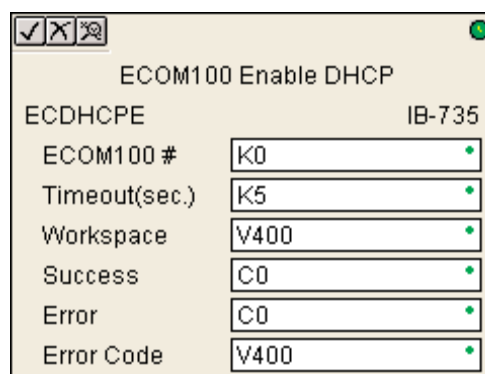 ECOM100 Enable DHCP
ECDHCPE IB-735
ECOM100 # K0
Timeout(sec.) K5
Workspace V400
Success C0
Error C0
Error Code V400